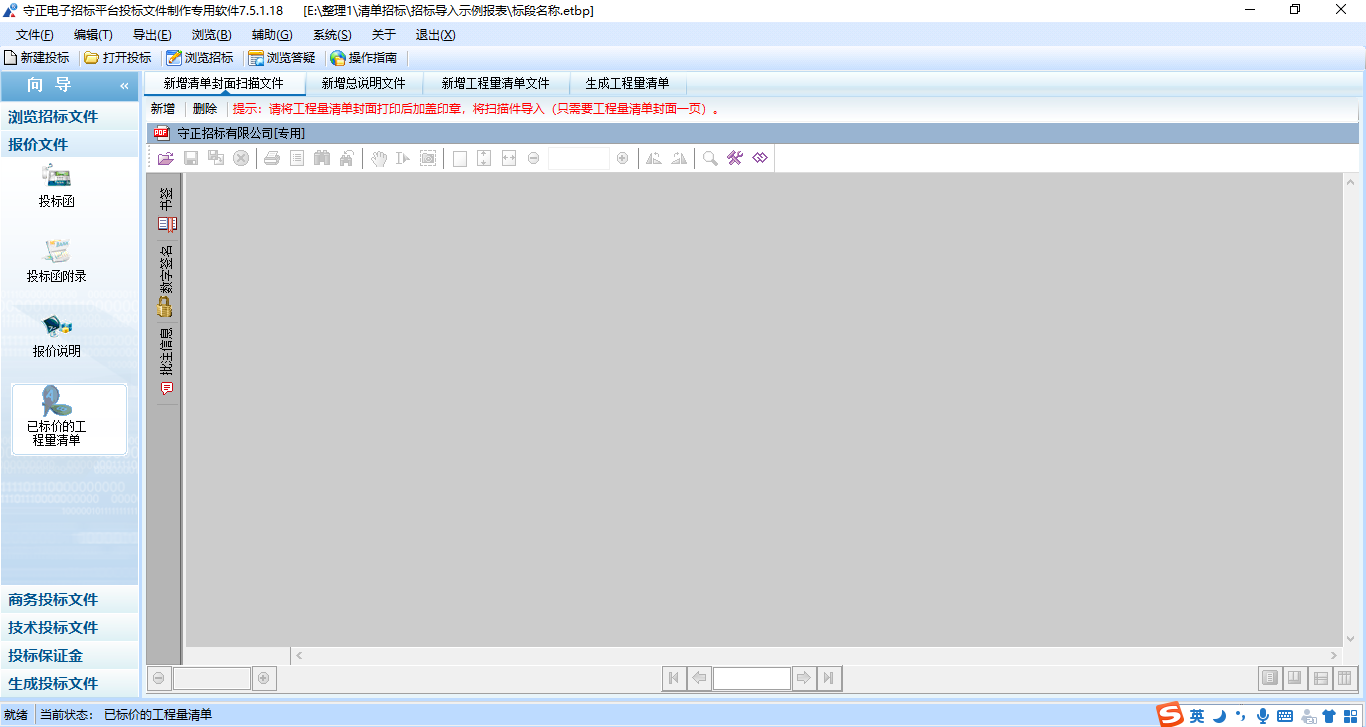 守正电子招标平台投标文件制作专用软件7.5.1.18 [E:\整理1\清单招标\招标导入示例报表\标段名称.etbp]
文件(F) 编辑(T) 导出(E) 浏览(B) 辅助(G) 系统(S) 关于 退出(X)
新建投标 打开投标 浏览招标 浏览答疑 操作指南
向 导 «
浏览招标文件
报价文件
投标函
投标函附录
报价说明
已标价的工
程量清单
商务投标文件
技术投标文件
投标保证金
生成投标文件
新增清单封面扫描文件 新增总说明文件 新增工程量清单文件 生成工程量清单
新增 删除 提示：请将工程量清单封面打印后加盖印章，将扫描件导入（只需要工程量清单封面一页）。
PDF 守正招标有限公司[专用]
书签
数字签名
批注信息
就绪 当前状态： 已标价的工程量清单
英